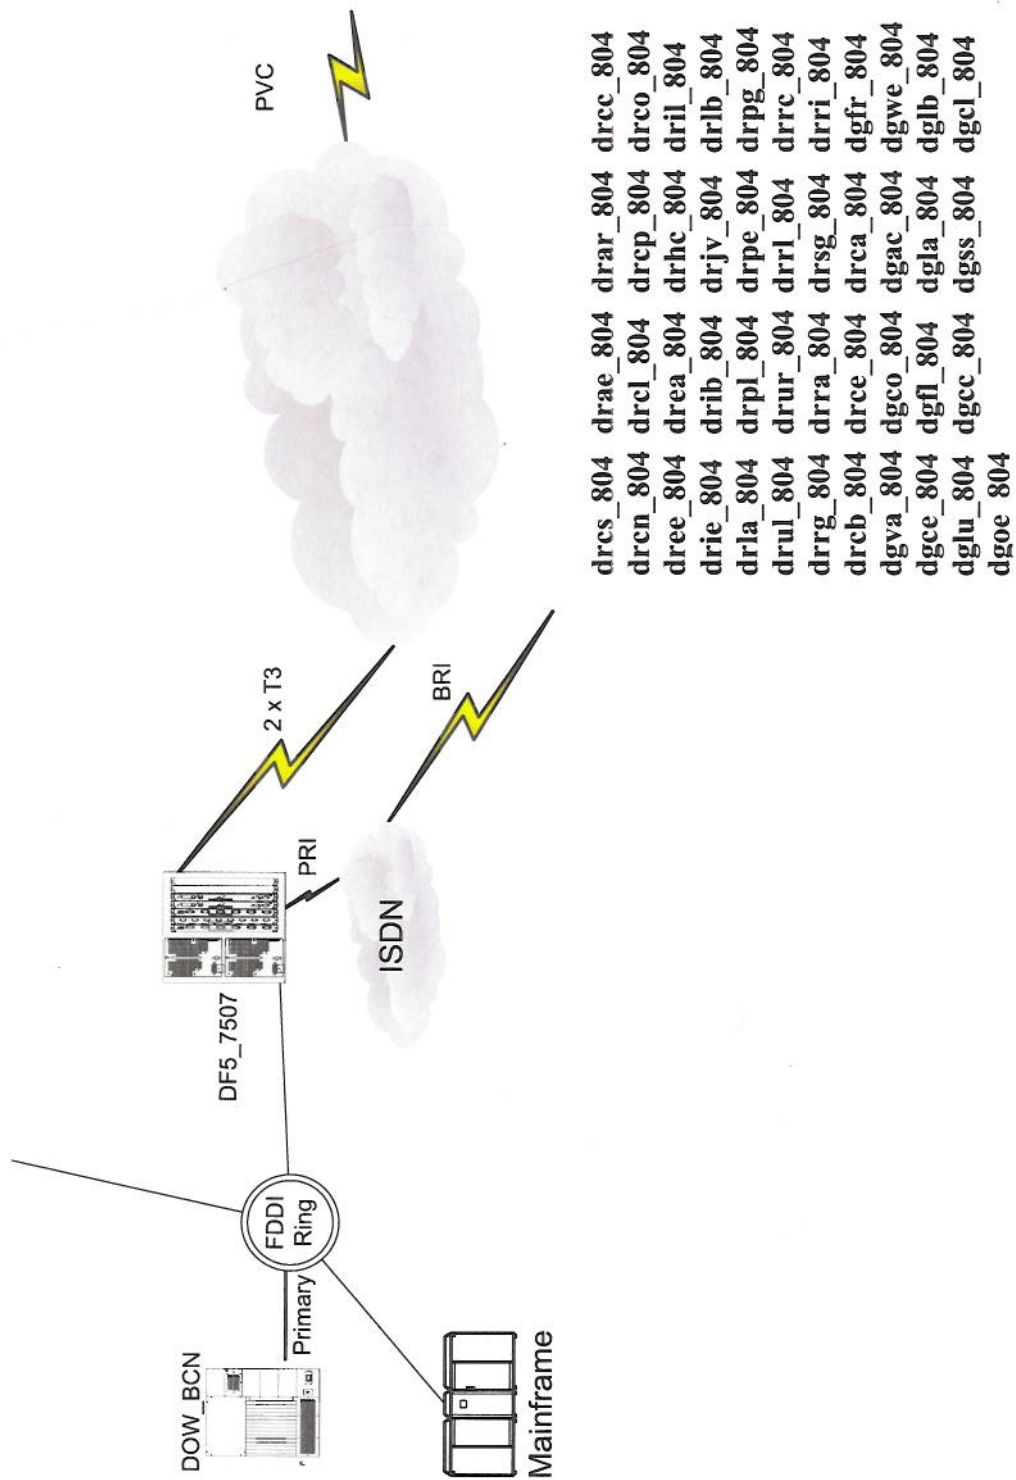 PVC
2 x T3
BRI
PRI
ISDN
DF5_7507
FDDI
Ring
Primary
DOW_BCN
Mainframe
drcs_804 drae_804 drar_804 drcc_804
drcn_804 drcl_804 drcp_804 drco_804
dree_804 drea_804 drhc_804 dril_804
drie_804 drib_804 drjv_804 drlb_804
drla_804 drpl_804 drpe_804 drpg_804
drul_804 drur_804 drrl_804 drrc_804
drrg_804 drra_804 drsg_804 drri_804
drcb_804 drce_804 drca_804 dgfr_804
dgva_804 dgco_804 dgac_804 dgwe_804
dgce_804 dgfl_804 dgla_804 dglb_804
dglu_804 dgcc_804 dgss_804 dgcl_804
dgoe_804